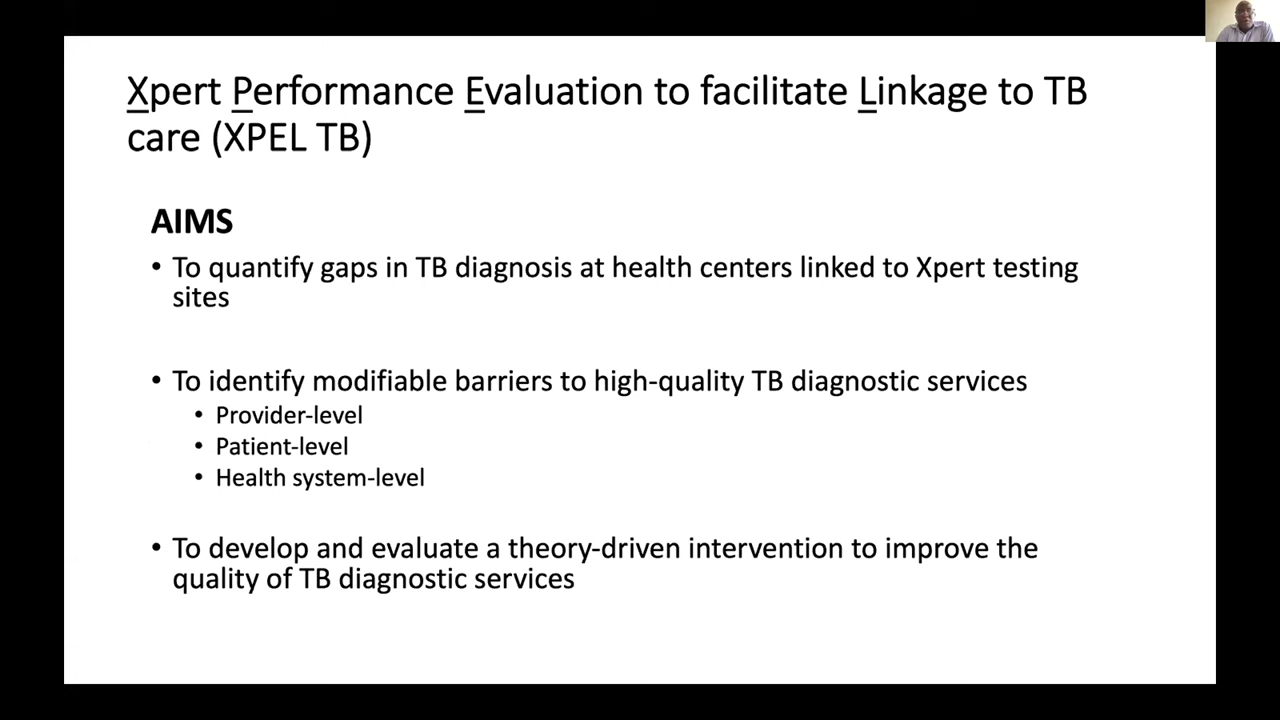 Xpert Performance Evaluation to facilitate Linkage to TB
care (XPEL TB)
AIMS
• To quantify gaps in TB diagnosis at health centers linked to Xpert testing
sites
• To identify modifiable barriers to high-quality TB diagnostic services
• Provider-level
• Patient-level
• Health system-level
• To develop and evaluate a theory-driven intervention to improve the
quality of TB diagnostic services